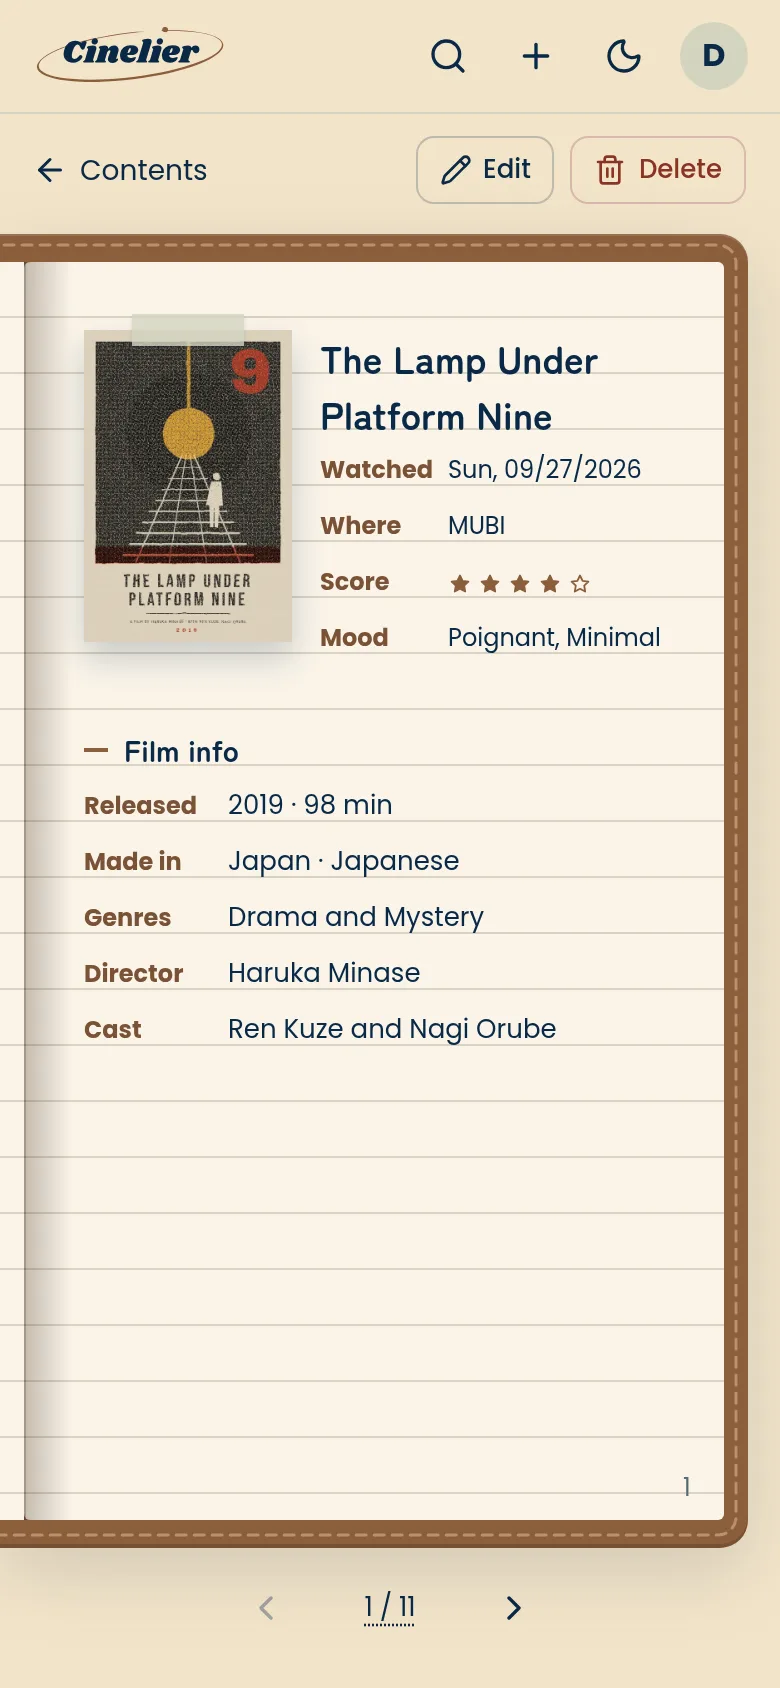 Cinelier
D
Contents
Edit
Delete
9
THE LAMP UNDER
PLATFORM NINE
2019
The Lamp Under
Platform Nine
Watched Sun, 09/27/2026
Where MUBI
Score
Mood Poignant, Minimal
Film info
Released 2019 · 98 min
Made in Japan · Japanese
Genres Drama and Mystery
Director Haruka Minase
Cast Ren Kuze and Nagi Orube
1
1 / 11